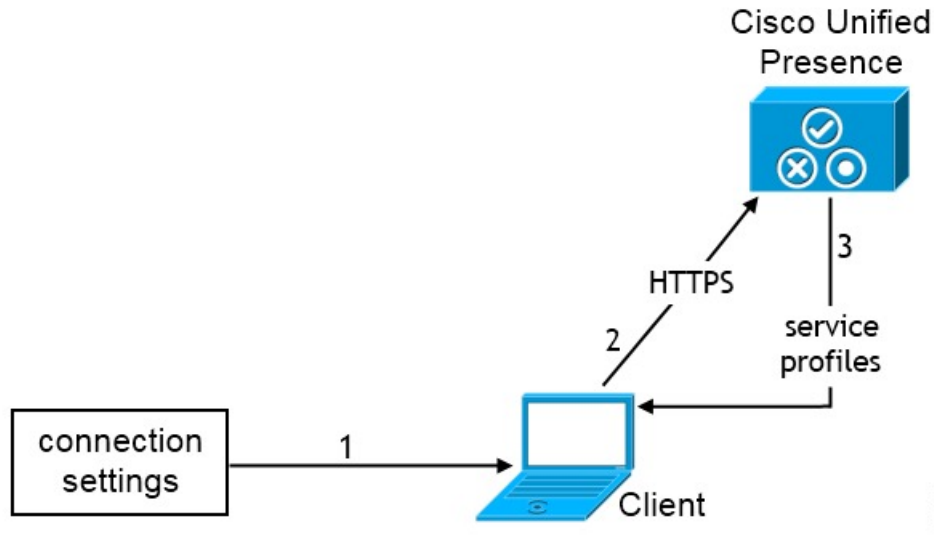 Cisco Unified
Presence
3
HTTPS
service
profiles
2
connection
settings
1
Client